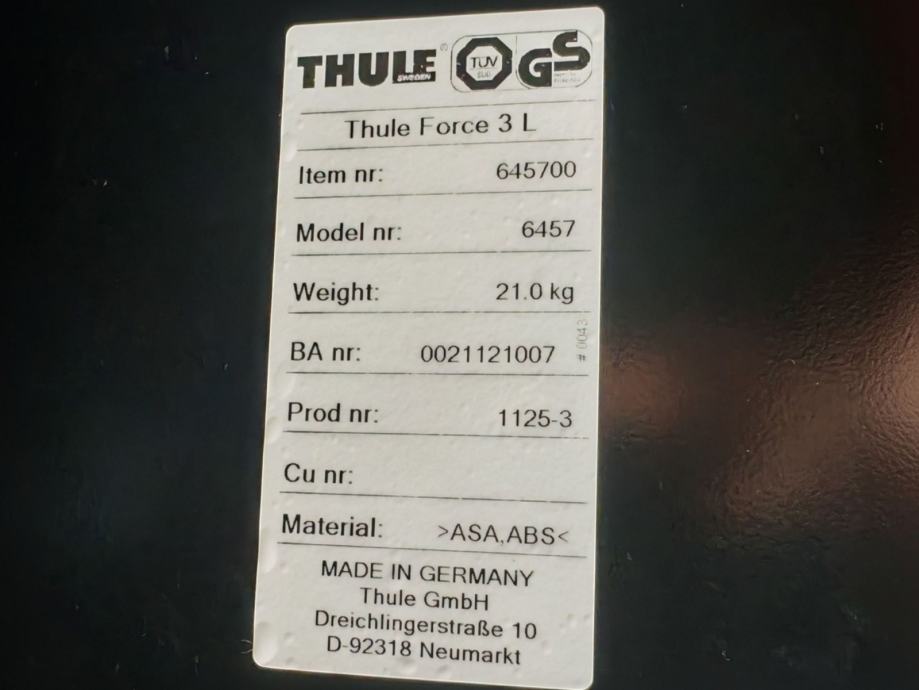 THULE® TÜV SÜD GS
SWEDEN
Thule Force 3 L
Item nr: 645700
Model nr: 6457
Weight: 21.0 kg
BA nr: 0021121007
# 0043
Prod nr: 1125-3
Cu nr:
Material: >ASA,ABS<
MADE IN GERMANY
Thule GmbH
Dreichlingerstraße 10
D-92318 Neumarkt